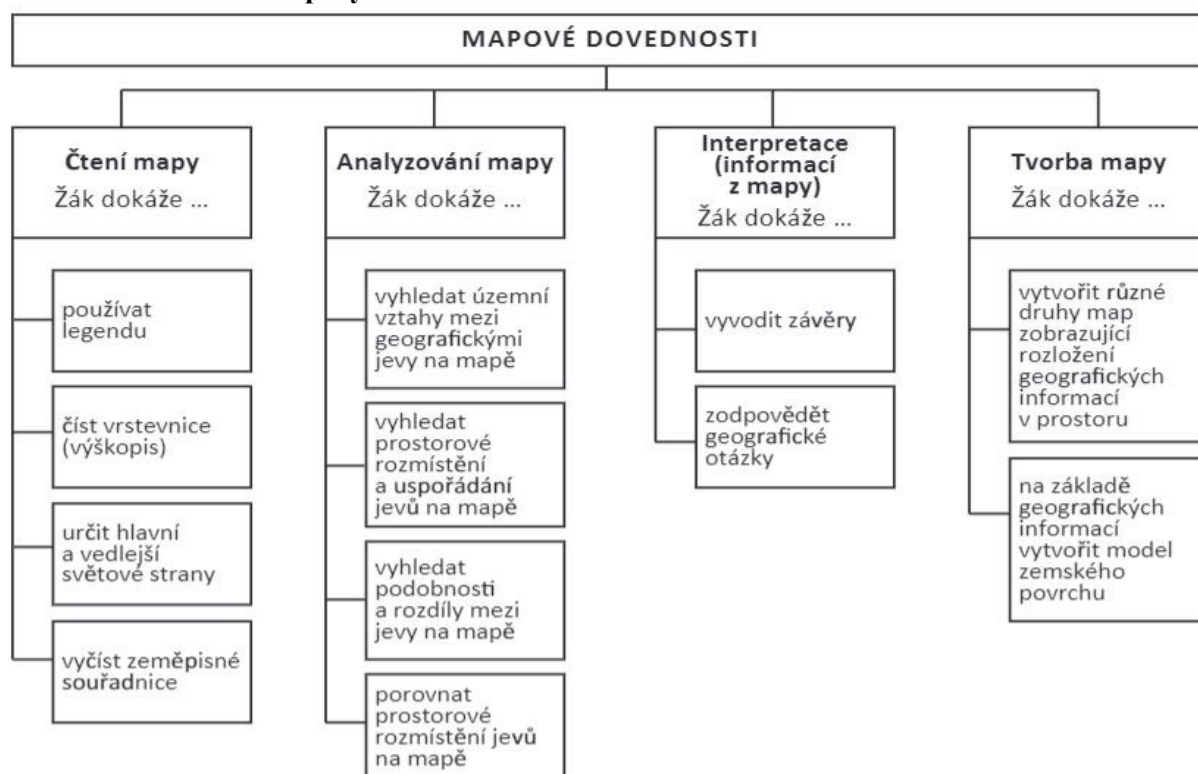 MAPOVÉ DOVEDNOSTI
Čtení mapy
Žák dokáže ...
používat
legendu
číst vrstevnice
(výškopis)
určit hlavní
a vedlejší
světové strany
vyčíst zeměpisné
souřadnice
Analyzování mapy
Žák dokáže ...
vyhledat územní
vztahy mezi
geografickými
jevy na mapě
vyhledat
prostorové
rozmístění
a uspořádání
jevů na mapě
vyhledat
podobnosti
a rozdíly mezi
jevy na mapě
porovnat
prostorové
rozmístění jevů
na mapě
Interpretace
(informací
z mapy)
Žák dokáže ...
vyvodit závěry
zodpovědět
geografické
otázky
Tvorba mapy
Žák dokáže ...
vytvořit různé
druhy map
zobrazující
rozložení
geografických
informací
v prostoru
na základě
geografických
informací
vytvořit model
zemského
povrchu